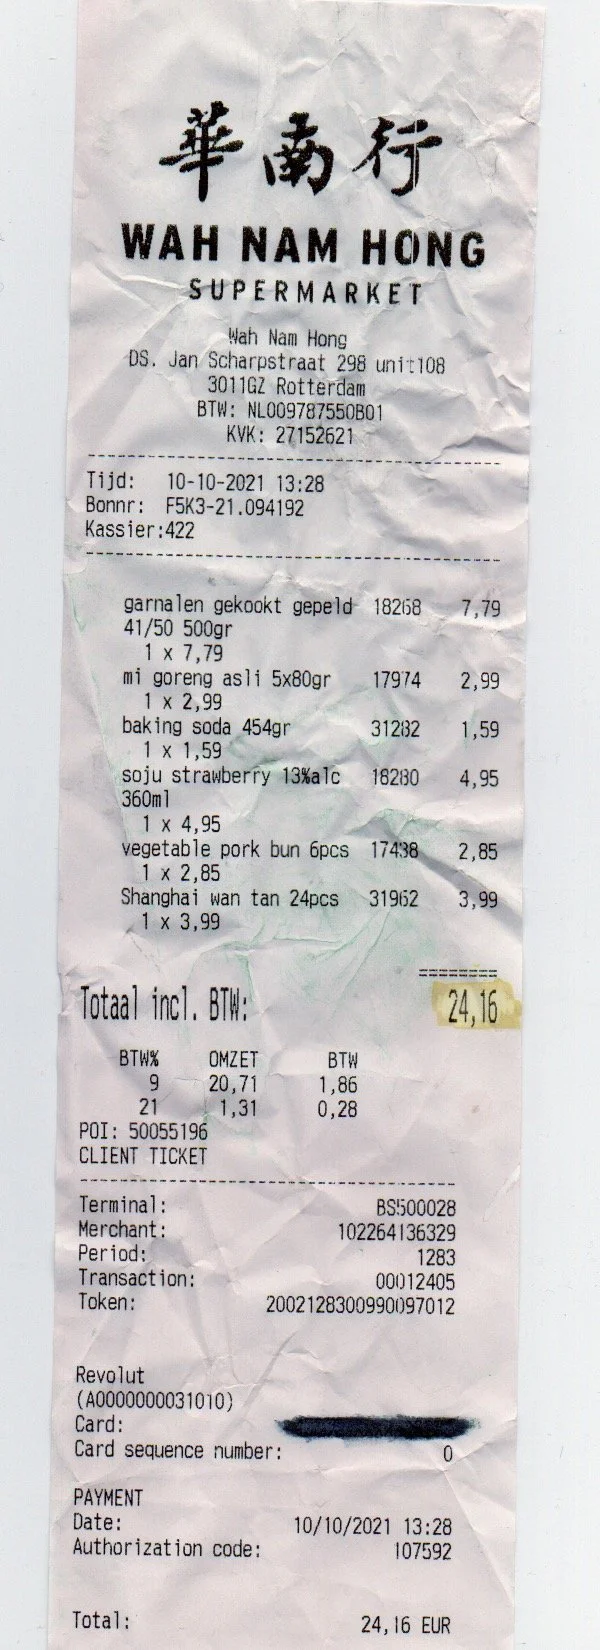 華南行
WAH NAM HONG
SUPERMARKET
Wah Nam Hong
DS. Jan Scharpstraat 298 unit108
3011GZ Rotterdam
BTW: NL009787550B01
KVK: 27152621
Tijd: 10-10-2021 13:28
Bonnr: F5K3-21.094192
Kassier:422
garnalen gekookt gepeld 18268 7,79
41/50 500gr
1 x 7,79
mi goreng asli 5x80gr 17974 2,99
1 x 2,99
baking soda 454gr 31282 1,59
1 x 1,59
soju strawberry 13%alc 18280 4,95
360ml
1 x 4,95
vegetable pork bun 6pcs 17438 2,85
1 x 2,85
Shanghai wan tan 24pcs 31962 3,99
1 x 3,99
========
Totaal incl. BTW: 24,16
BTW% OMZET BTW
9 20,71 1,86
21 1,31 0,28
POI: 50055196
CLIENT TICKET
Terminal: BS500028
Merchant: 102264136329
Period: 1283
Transaction: 00012405
Token: 2002128300990097012
Revolut
(A0000000031010)
Card:
Card sequence number: 0
PAYMENT
Date: 10/10/2021 13:28
Authorization code: 107592
Total: 24,16 EUR